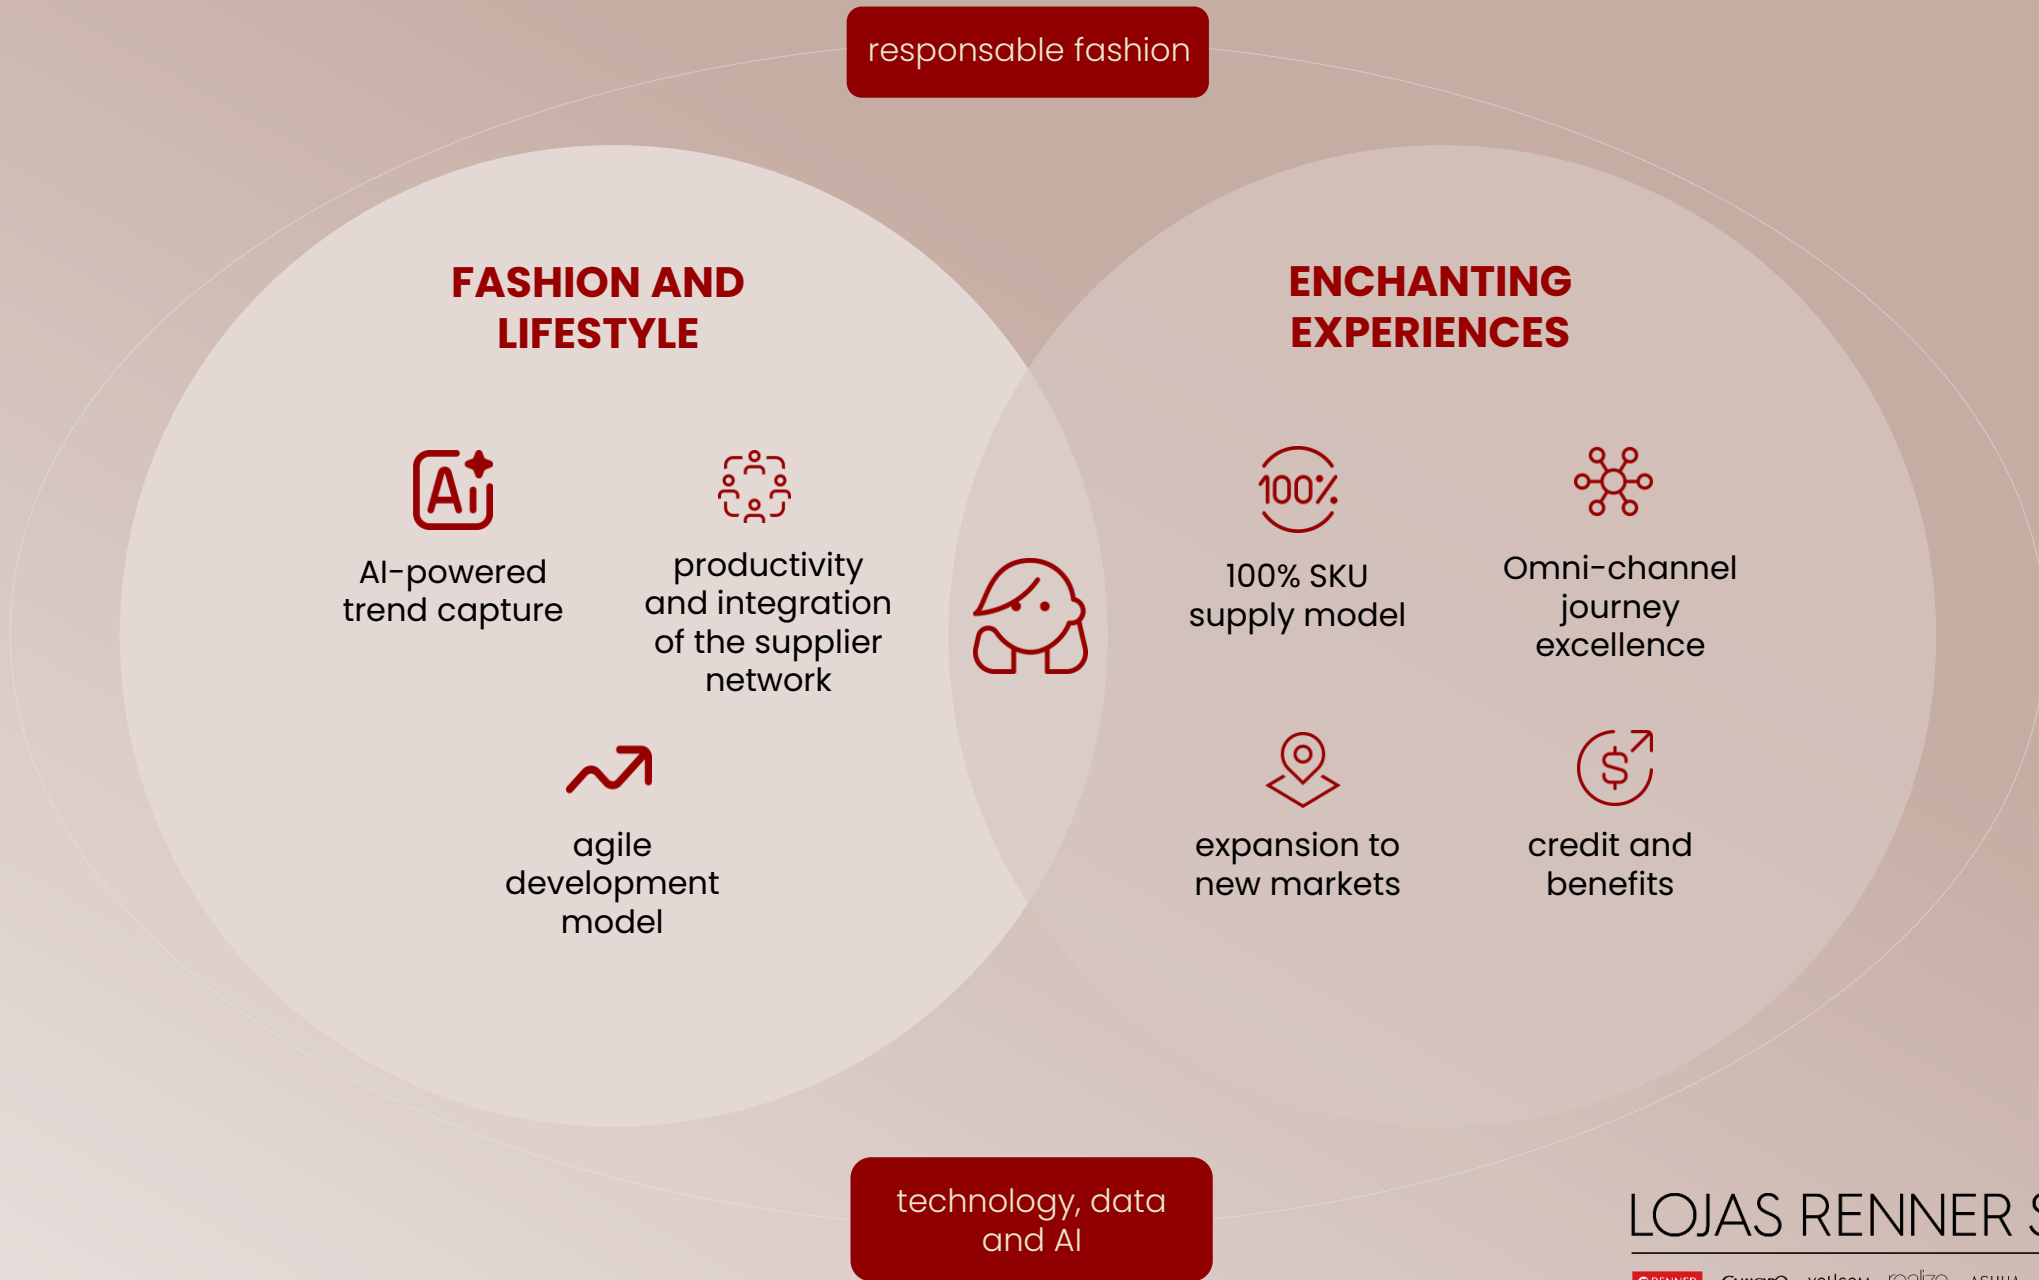 responsable fashion
FASHION AND
LIFESTYLE
Ai
AI-powered
trend capture
productivity
and integration
of the supplier
network
agile
development
model
ENCHANTING
EXPERIENCES
100%
100% SKU
supply model
Omni-channel
journey
excellence
expansion to
new markets
$
credit and
benefits
technology, data
and AI
LOJAS RENNER S
RENNER